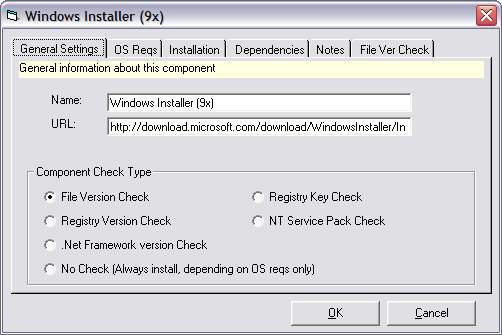 Windows Installer (9x)
General Settings OS Reqs Installation Dependencies Notes File Ver Check
General information about this component
Name: Windows Installer (9x)
URL: http://download.microsoft.com/download/WindowsInstaller/In
Component Check Type
File Version Check Registry Key Check
Registry Version Check NT Service Pack Check
.Net Framework version Check
No Check (Always install, depending on OS reqs only)
OK Cancel